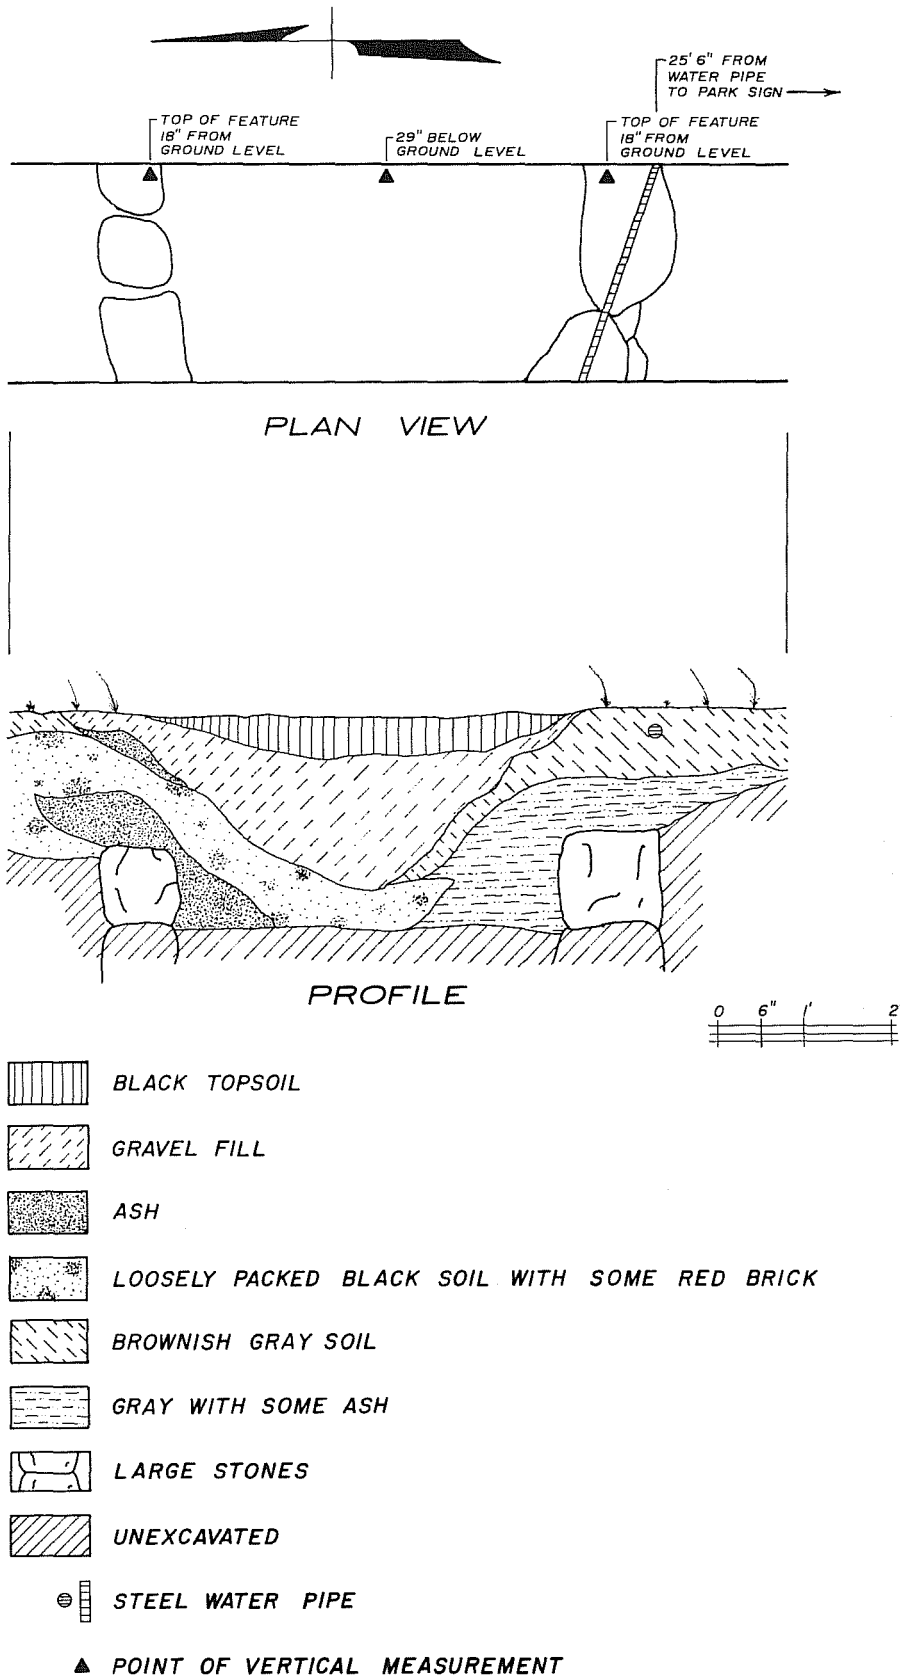 25' 6" FROM
WATER PIPE
TO PARK SIGN
TOP OF FEATURE
18" FROM
GROUND LEVEL
29" BELOW
GROUND LEVEL
TOP OF FEATURE
18" FROM
GROUND LEVEL
PLAN VIEW
PROFILE
0 6" 1' 2
BLACK TOPSOIL
GRAVEL FILL
ASH
LOOSELY PACKED BLACK SOIL WITH SOME RED BRICK
BROWNISH GRAY SOIL
GRAY WITH SOME ASH
LARGE STONES
UNEXCAVATED
STEEL WATER PIPE
POINT OF VERTICAL MEASUREMENT